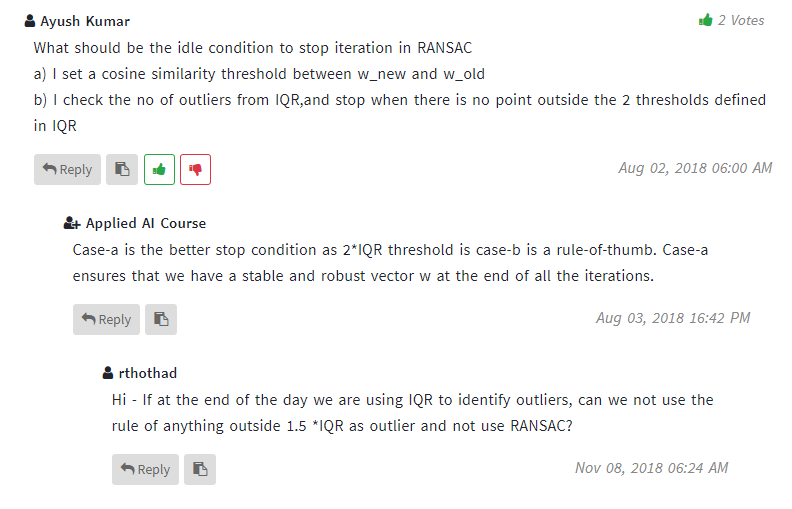 Ayush Kumar
2 Votes
What should be the idle condition to stop iteration in RANSAC
a) I set a cosine similarity threshold between w_new and w_old
b) I check the no of outliers from IQR,and stop when there is no point outside the 2 thresholds defined
in IQR
Reply
Aug 02, 2018 06:00 AM
Applied AI Course
Case-a is the better stop condition as 2*IQR threshold is case-b is a rule-of-thumb. Case-a
ensures that we have a stable and robust vector w at the end of all the iterations.
Reply
Aug 03, 2018 16:42 PM
rthothad
Hi - If at the end of the day we are using IQR to identify outliers, can we not use the
rule of anything outside 1.5 *IQR as outlier and not use RANSAC?
Reply
Nov 08, 2018 06:24 AM